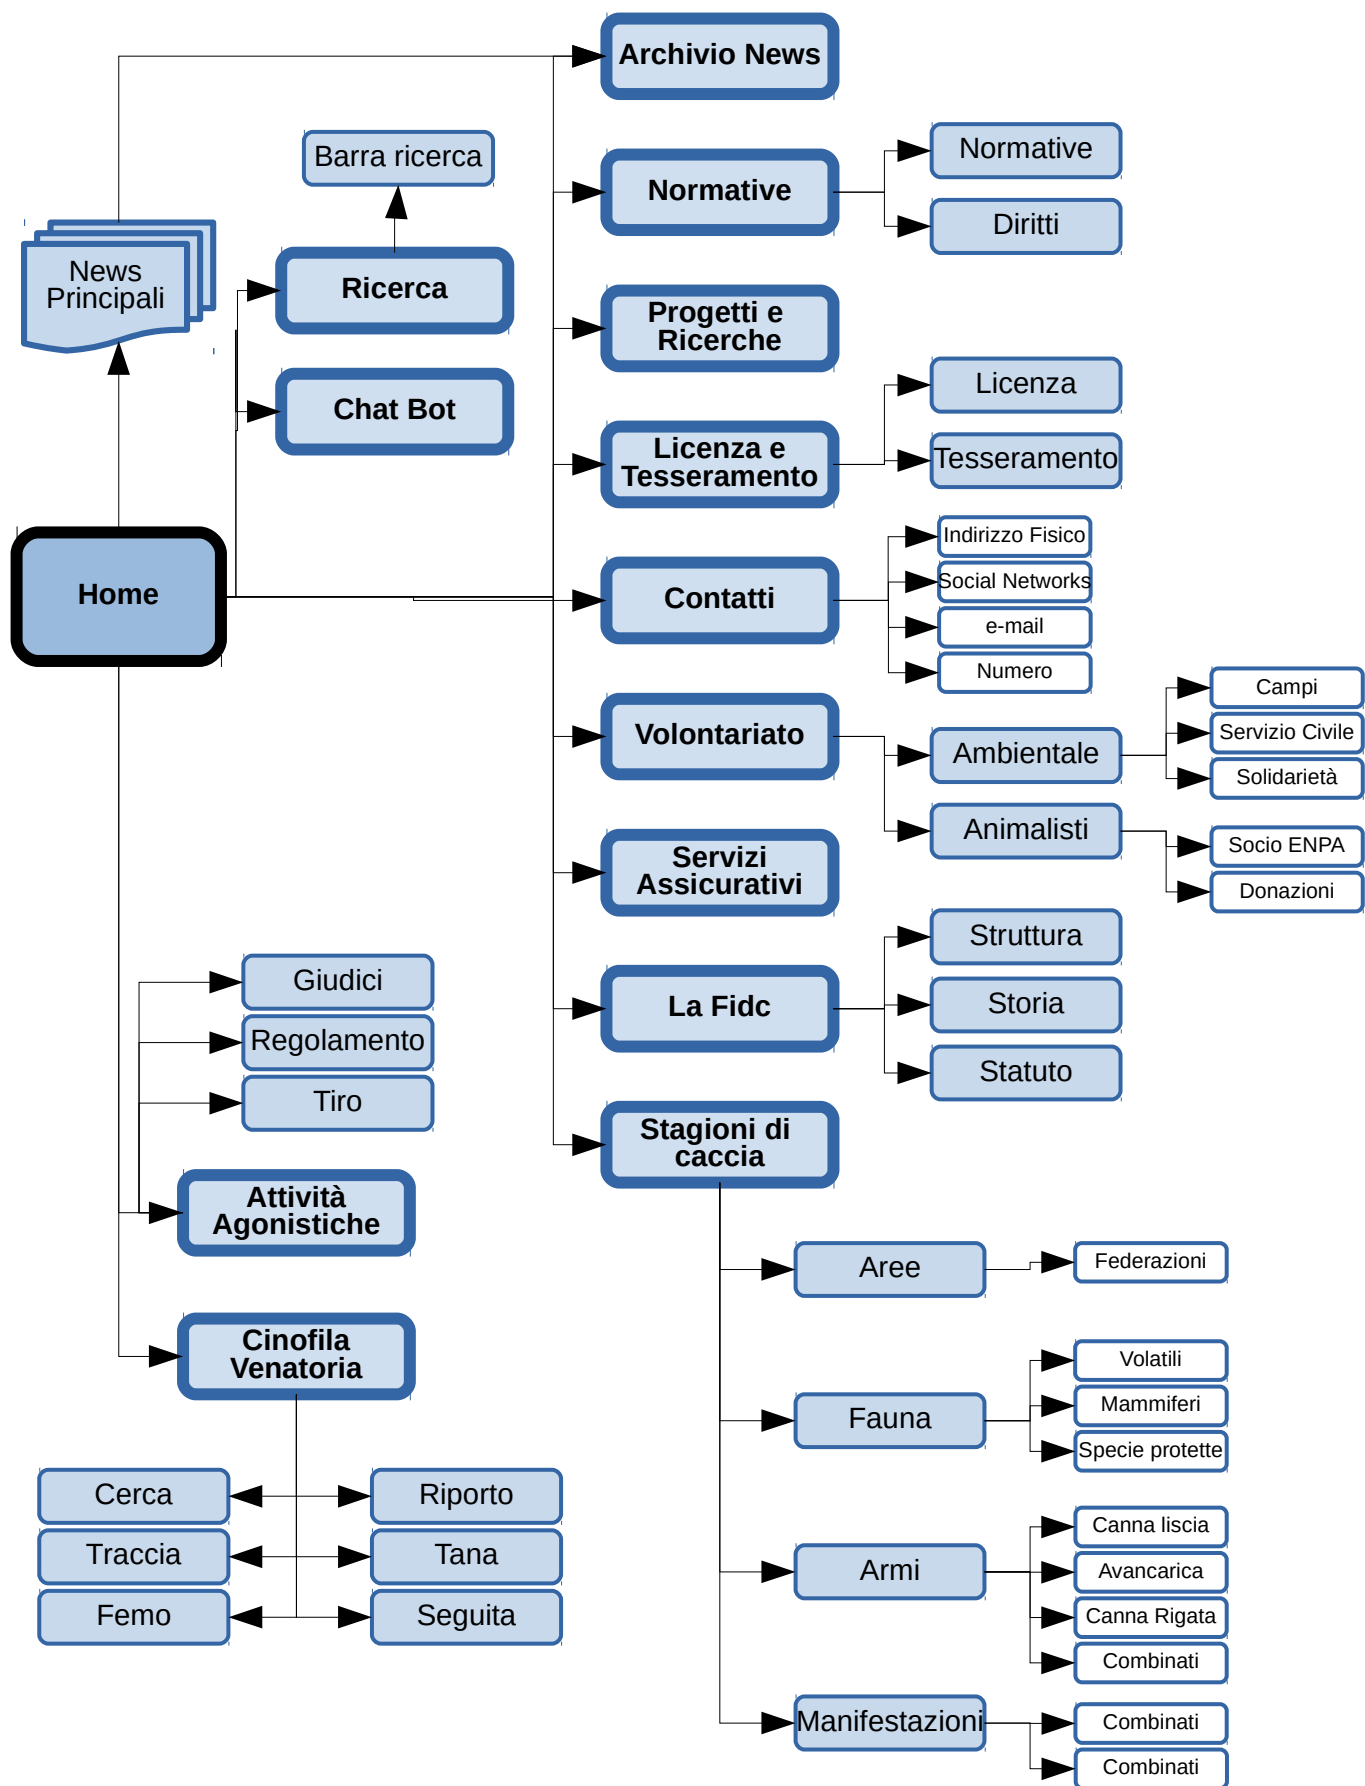 Archivio News
Barra ricerca
Normative
Normative
Diritti
News
Principali
Ricerca
Progetti e
Ricerche
Chat Bot
Licenza e
Tesseramento
Licenza
Tesseramento
Home
Contatti
Indirizzo Fisico
Social Networks
e-mail
Numero
Volontariato
Ambientale
Campi
Servizio Civile
Solidarietà
Animalisti
Socio ENPA
Donazioni
Servizi
Assicurativi
La Fidc
Struttura
Storia
Statuto
Giudici
Regolamento
Tiro
Attività
Agonistiche
Stagioni di
caccia
Cinofila
Venatoria
Cerca
Riporto
Traccia
Tana
Femo
Seguita
Aree
Federazioni
Fauna
Volatili
Mammiferi
Specie protette
Armi
Canna liscia
Avancarica
Canna Rigata
Combinati
Manifestazioni
Combinati
Combinati